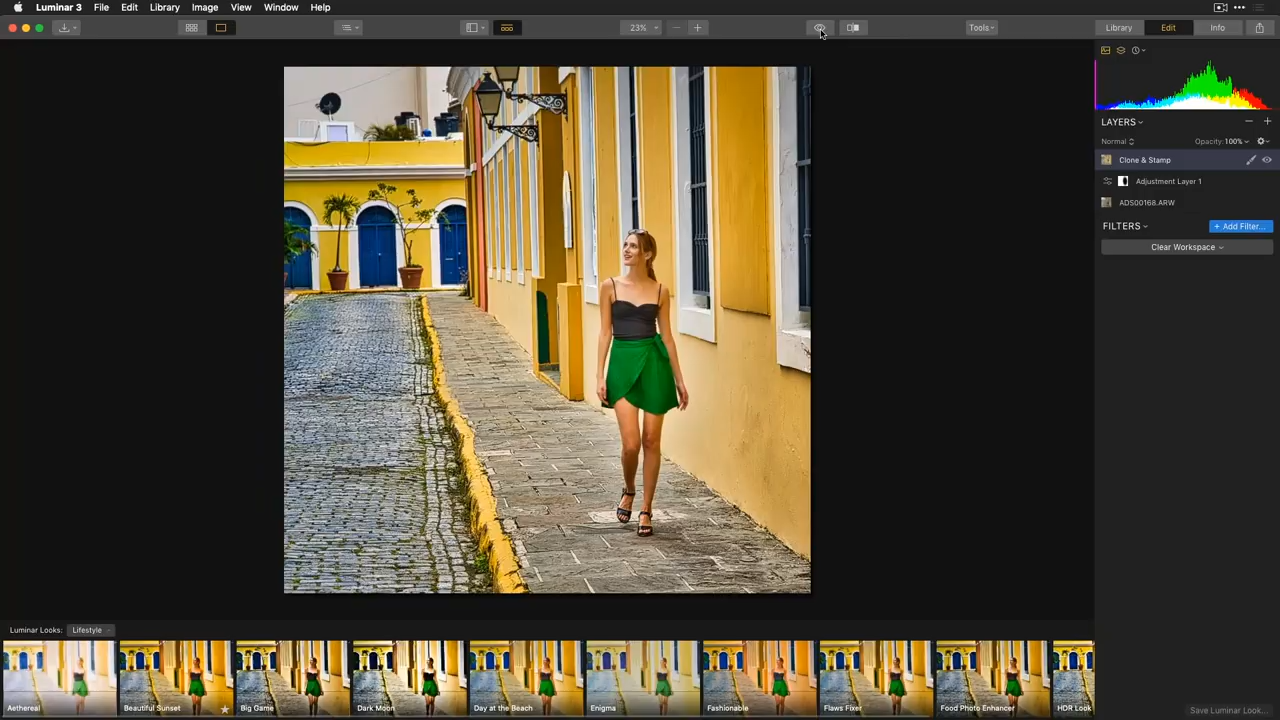 Luminar 3 File Edit Library Image View Window Help
23% Tools Library Edit Info
LAYERS
Normal Opacity: 100%
Clone & Stamp
Adjustment Layer 1
ADS00168.ARW
FILTERS + Add Filter...
Clear Workspace
Luminar Looks: Lifestyle
Aethereal Beautiful Sunset Big Game Dark Moon Day at the Beach Enigma Fashionable Flaws Fixer Food Photo Enhancer HDR Look
Save Luminar Look...